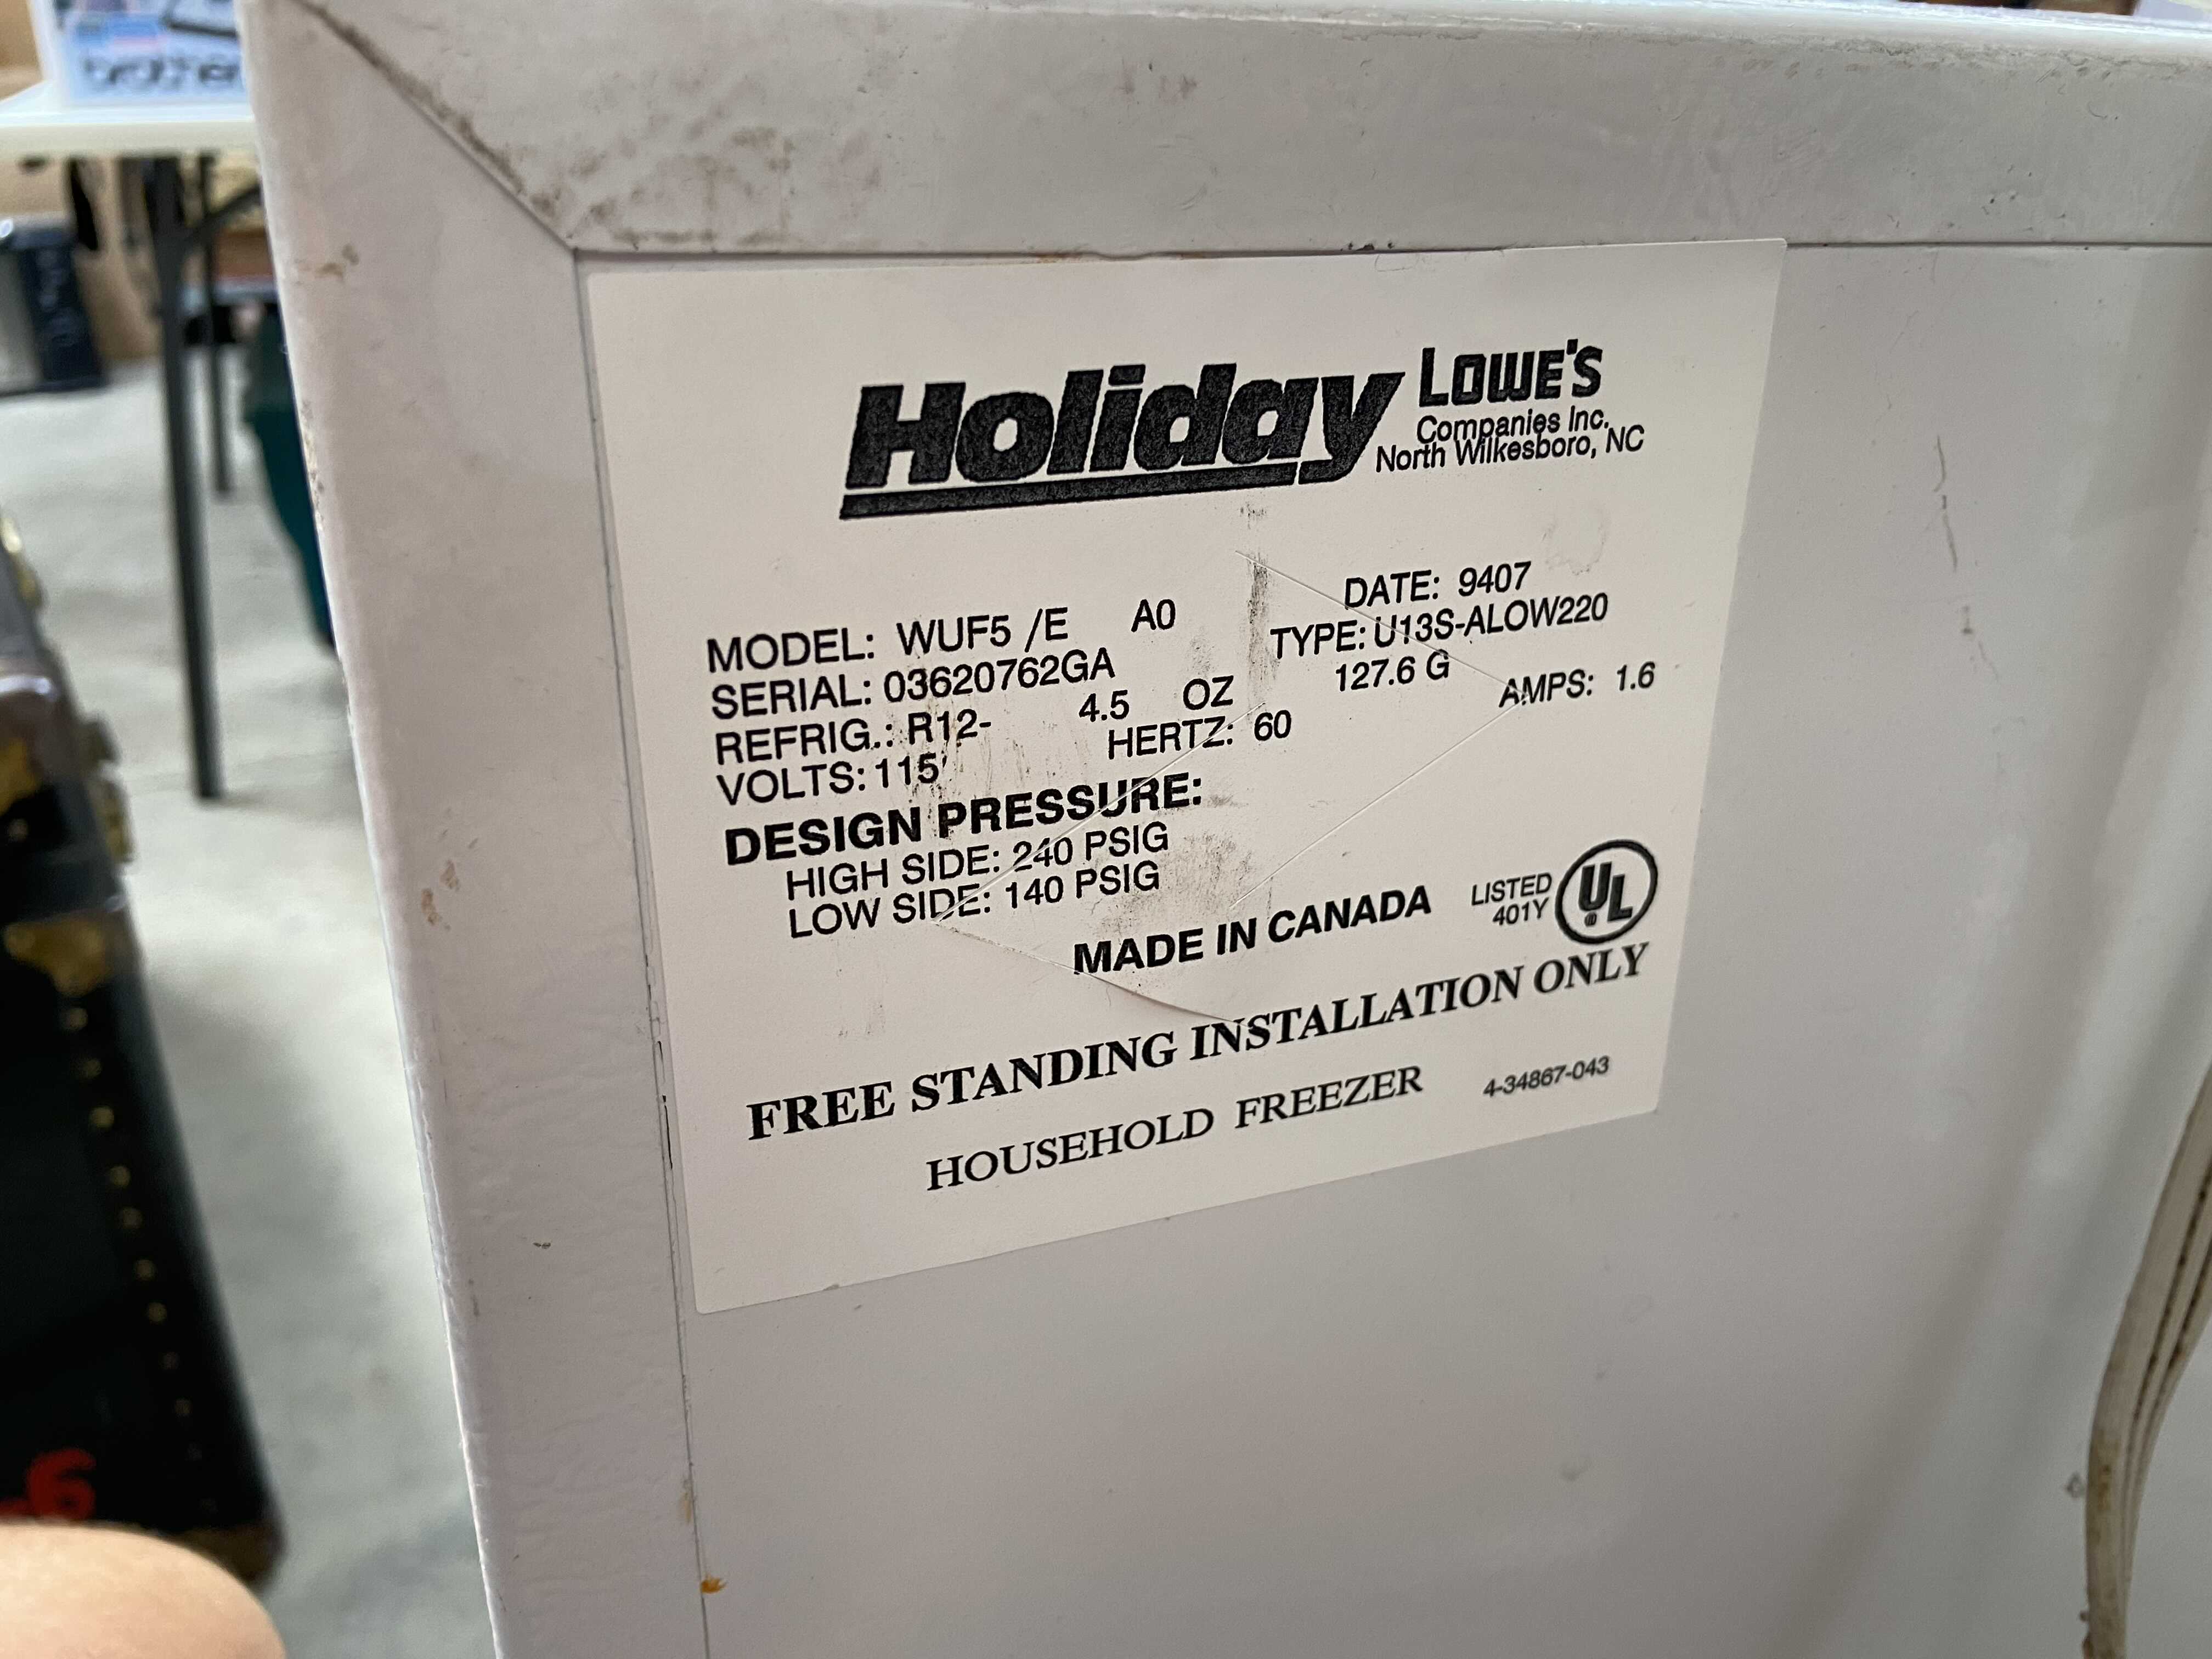 brother
Holiday LOWE'S
Companies Inc.
North Wilkesboro, NC
MODEL: WUF5 /E A0 DATE: 9407
SERIAL: 03620762GA TYPE: U13S-ALOW220
REFRIG.: R12- 4.5 OZ 127.6 G
VOLTS: 115 HERTZ: 60 AMPS: 1.6
DESIGN PRESSURE:
HIGH SIDE: 240 PSIG
LOW SIDE: 140 PSIG
MADE IN CANADA LISTED 401Y UL
FREE STANDING INSTALLATION ONLY
HOUSEHOLD FREEZER 4-34867-043
6